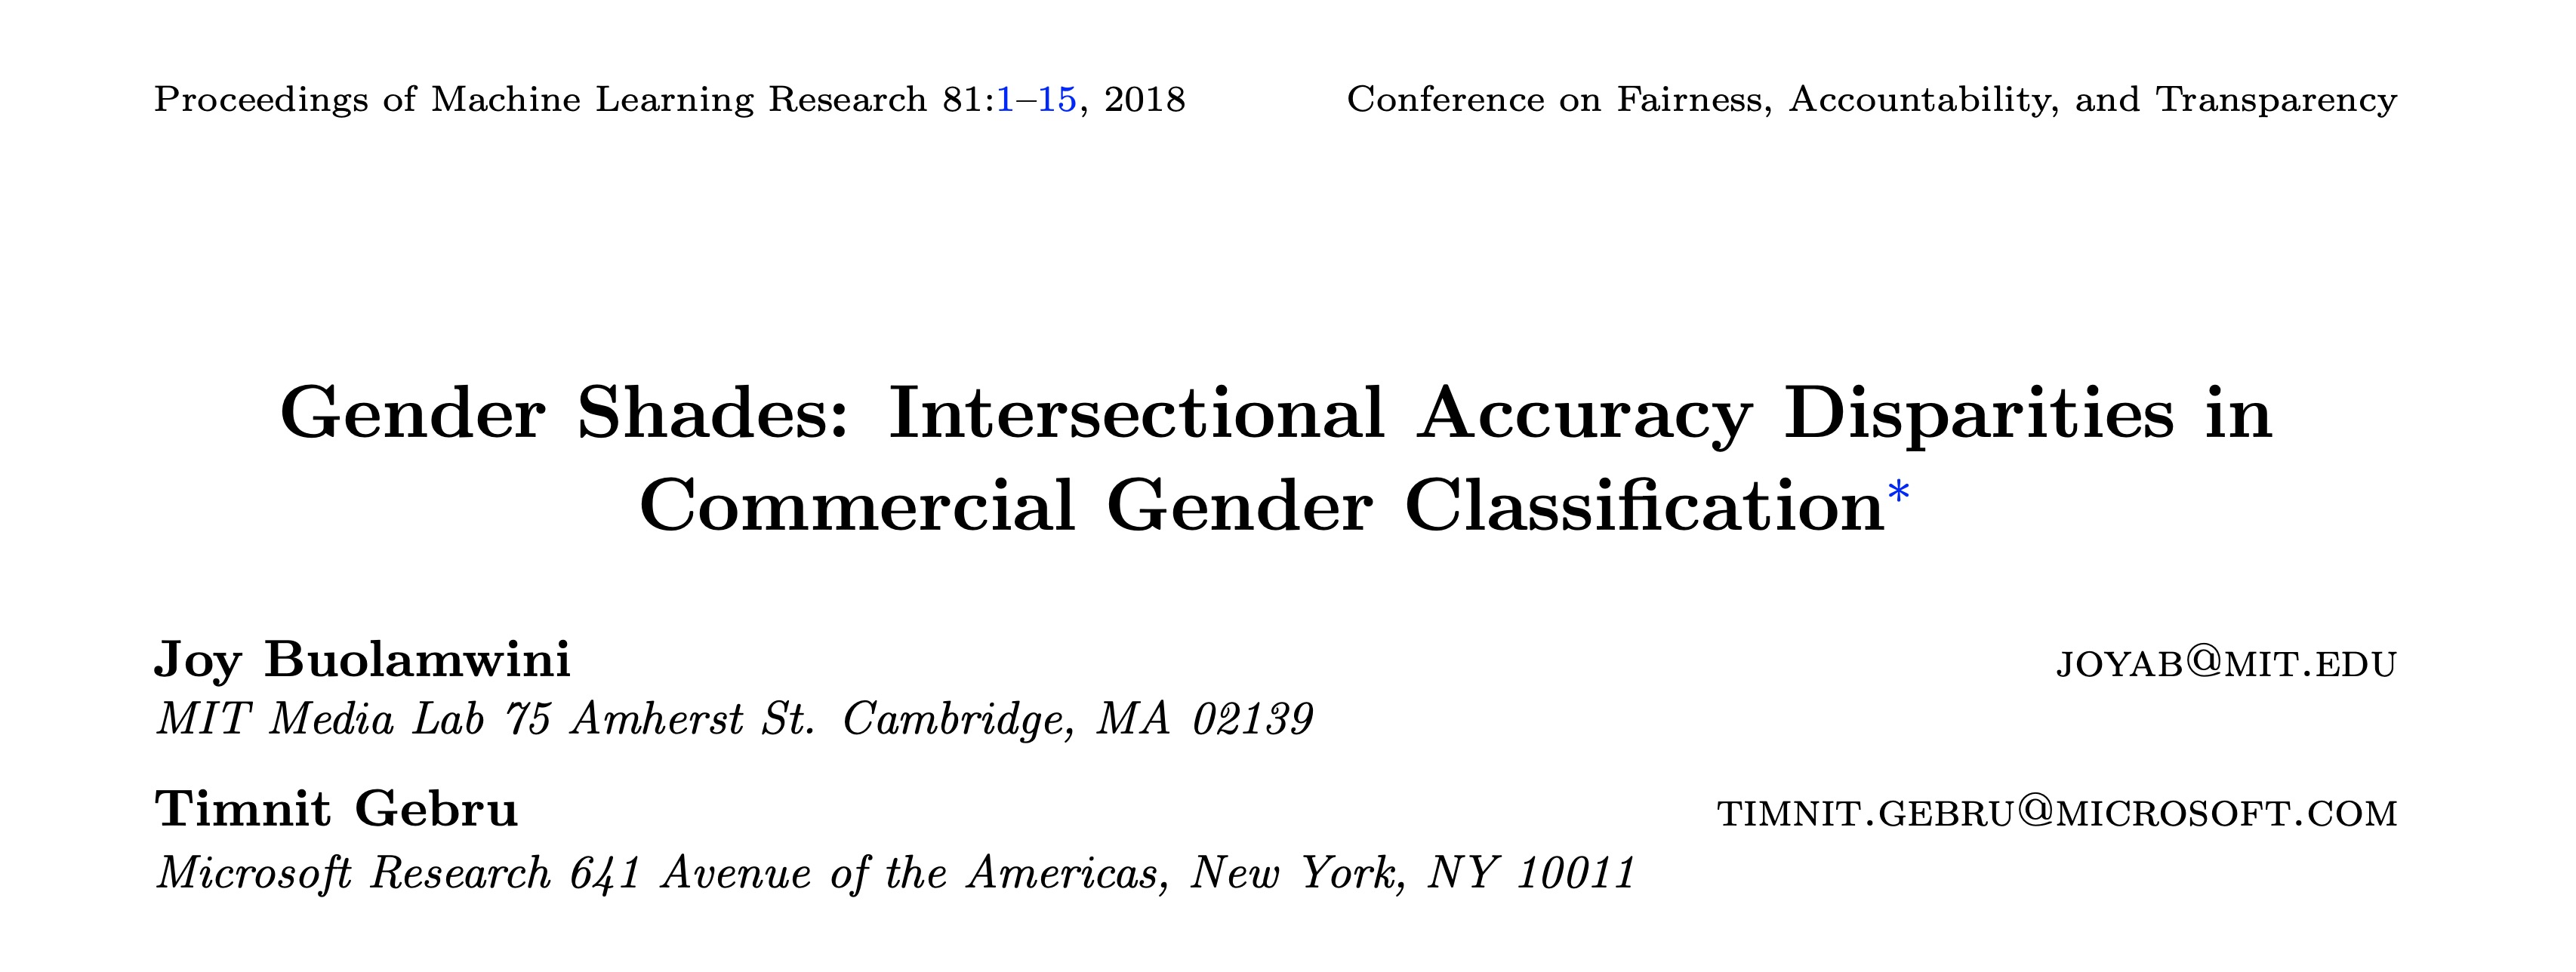 Proceedings of Machine Learning Research 81:1–15, 2018 Conference on Fairness, Accountability, and Transparency
Gender Shades: Intersectional Accuracy Disparities in
Commercial Gender Classification*
Joy Buolamwini JOYAB@MIT.EDU
MIT Media Lab 75 Amherst St. Cambridge, MA 02139
Timnit Gebru TIMNIT.GEBRU@MICROSOFT.COM
Microsoft Research 641 Avenue of the Americas, New York, NY 10011